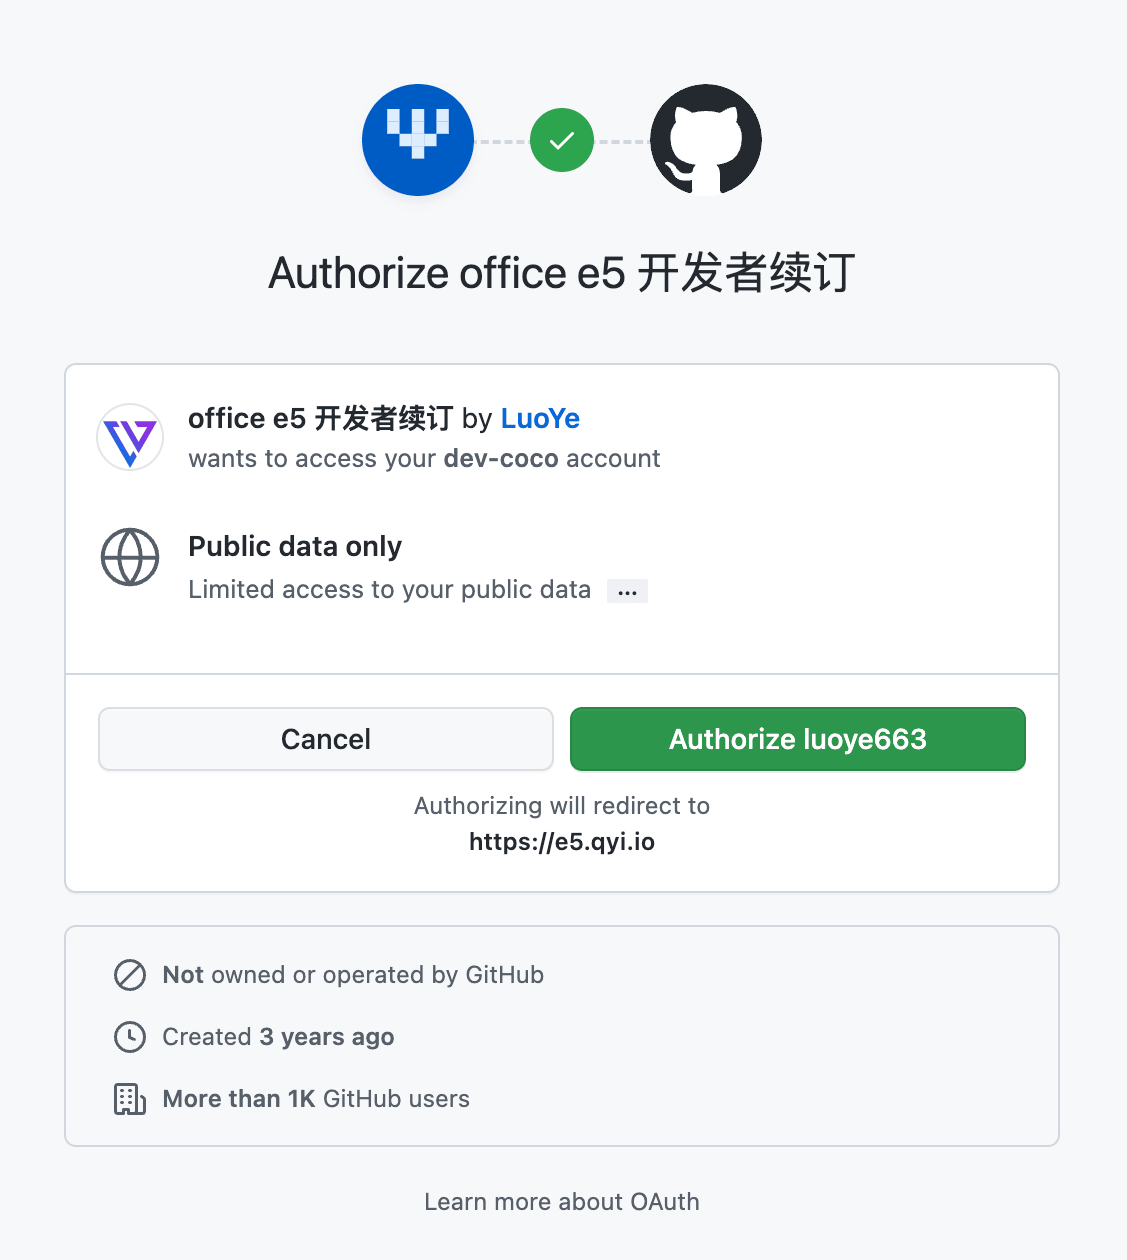 Authorize office e5 开发者续订
office e5 开发者续订 by LuoYe
wants to access your dev-coco account
Public data only
Limited access to your public data ...
Cancel
Authorize luoye663
Authorizing will redirect to
https://e5.qyi.io
Not owned or operated by GitHub
Created 3 years ago
More than 1K GitHub users
Learn more about OAuth